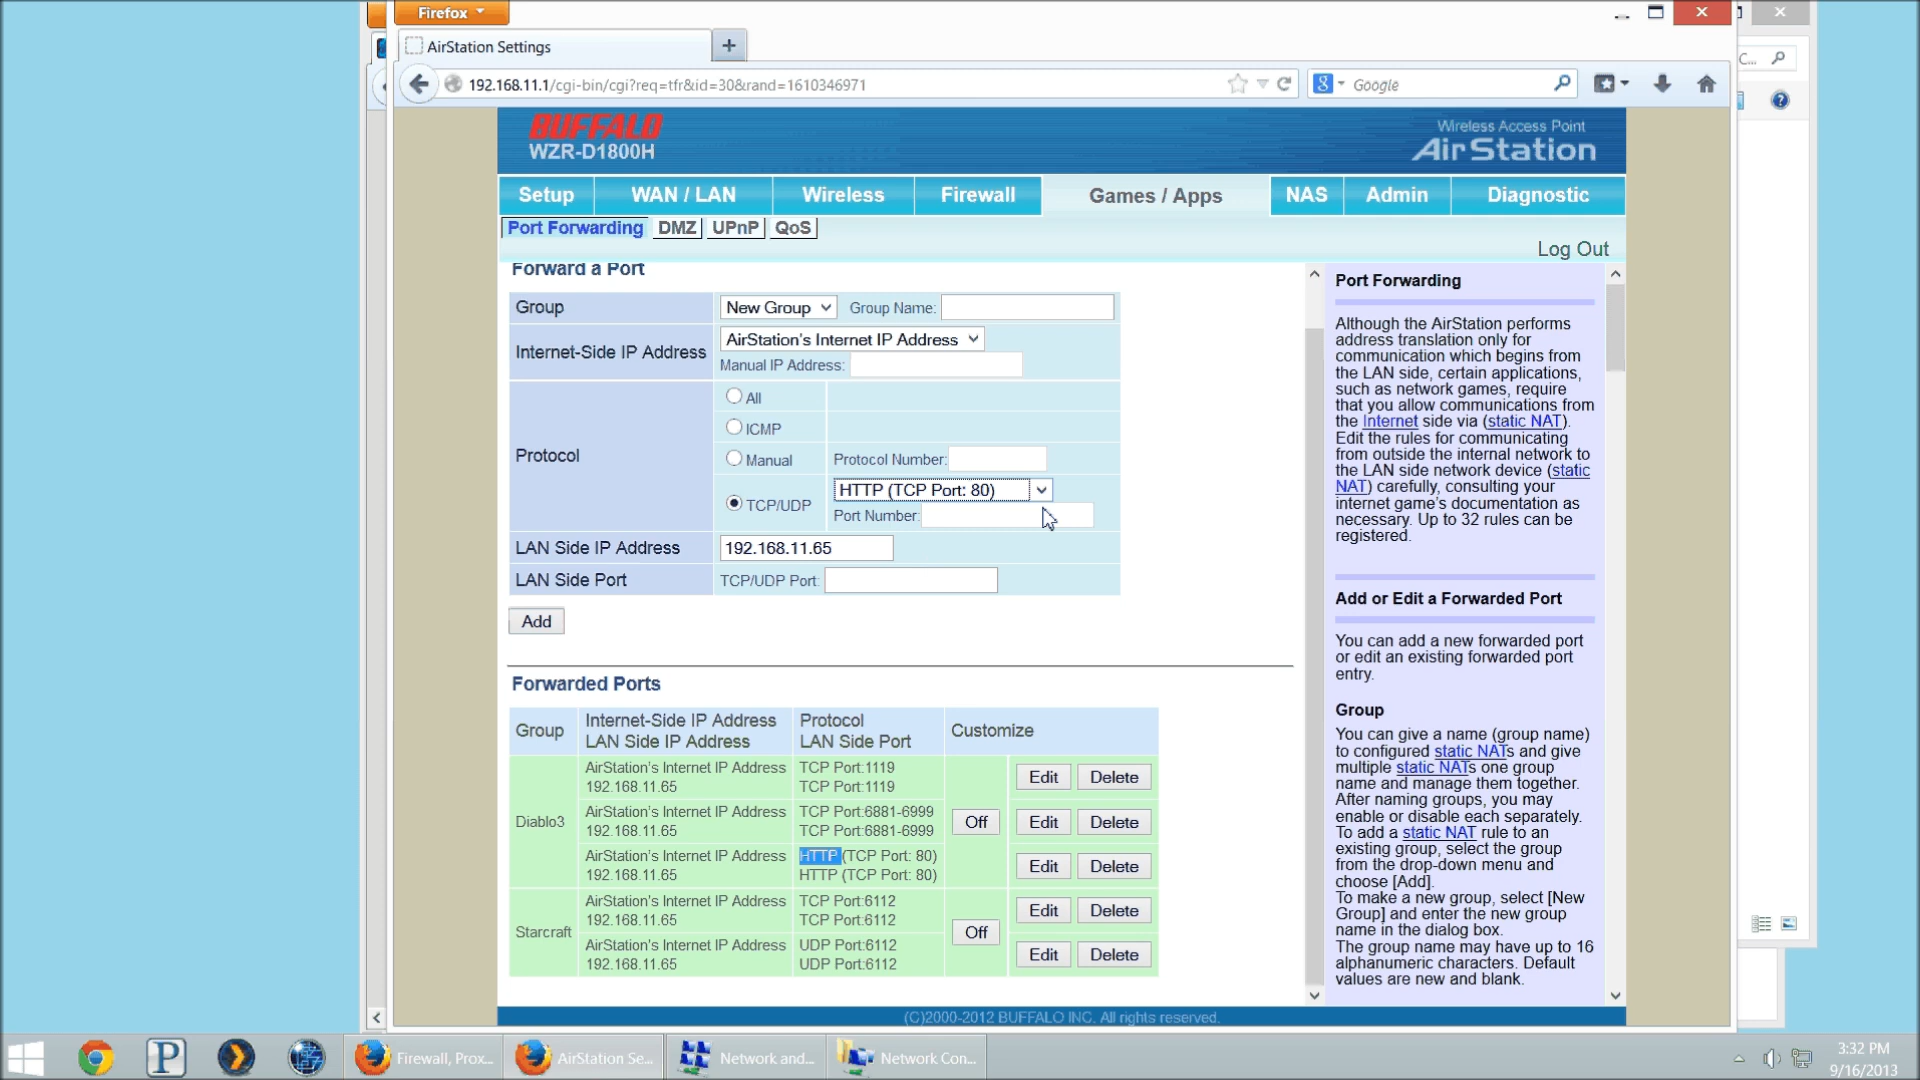 Firefox
AirStation Settings
192.168.11.1/cgi-bin/cgi?req=tfr&id=30&rand=1610346971
8
Google
C...
BUFFALO
WZR-D1800H
Wireless Access Point
AirStation
Setup
WAN / LAN
Wireless
Firewall
Games / Apps
NAS
Admin
Diagnostic
Port Forwarding
DMZ
UPnP
QoS
Log Out
Forward a Port
Group
New Group
Group Name:
Internet-Side IP Address
AirStation's Internet IP Address
Manual IP Address:
Protocol
All
ICMP
Manual
Protocol Number:
TCP/UDP
HTTP (TCP Port: 80)
Port Number:
LAN Side IP Address
192.168.11.65
LAN Side Port
TCP/UDP Port:
Add
Forwarded Ports
Group
Internet-Side IP Address
LAN Side IP Address
Protocol
LAN Side Port
Customize
Diablo3
AirStation's Internet IP Address
192.168.11.65
TCP Port:1119
TCP Port:1119
Edit
Delete
AirStation's Internet IP Address
192.168.11.65
TCP Port:6881-6999
TCP Port:6881-6999
Off
Edit
Delete
AirStation's Internet IP Address
192.168.11.65
HTTP (TCP Port: 80)
HTTP (TCP Port: 80)
Edit
Delete
Starcraft
AirStation's Internet IP Address
192.168.11.65
TCP Port:6112
TCP Port:6112
Off
Edit
Delete
AirStation's Internet IP Address
192.168.11.65
UDP Port:6112
UDP Port:6112
Edit
Delete
Port Forwarding
Although the AirStation performs
address translation only for
communication which begins from
the LAN side, certain applications,
such as network games, require
that you allow communications from
the Internet side via (static NAT).
Edit the rules for communicating
from outside the internal network to
the LAN side network device (static
NAT) carefully, consulting your
internet game's documentation as
necessary. Up to 32 rules can be
registered.
Add or Edit a Forwarded Port
You can add a new forwarded port
or edit an existing forwarded port
entry.
Group
You can give a name (group name)
to configured static NATs and give
multiple static NATs one group
name and manage them together.
After naming groups, you may
enable or disable each separately.
To add a static NAT rule to an
existing group, select the group
from the drop-down menu and
choose [Add].
To make a new group, select [New
Group] and enter the new group
name in the dialog box.
The group name may have up to 16
alphanumeric characters. Default
values are new and blank.
(C)2000-2012 BUFFALO INC. All rights reserved.
P
Firewall, Prox...
AirStation Se...
Network and...
Network Con...
3:32 PM
9/16/2013